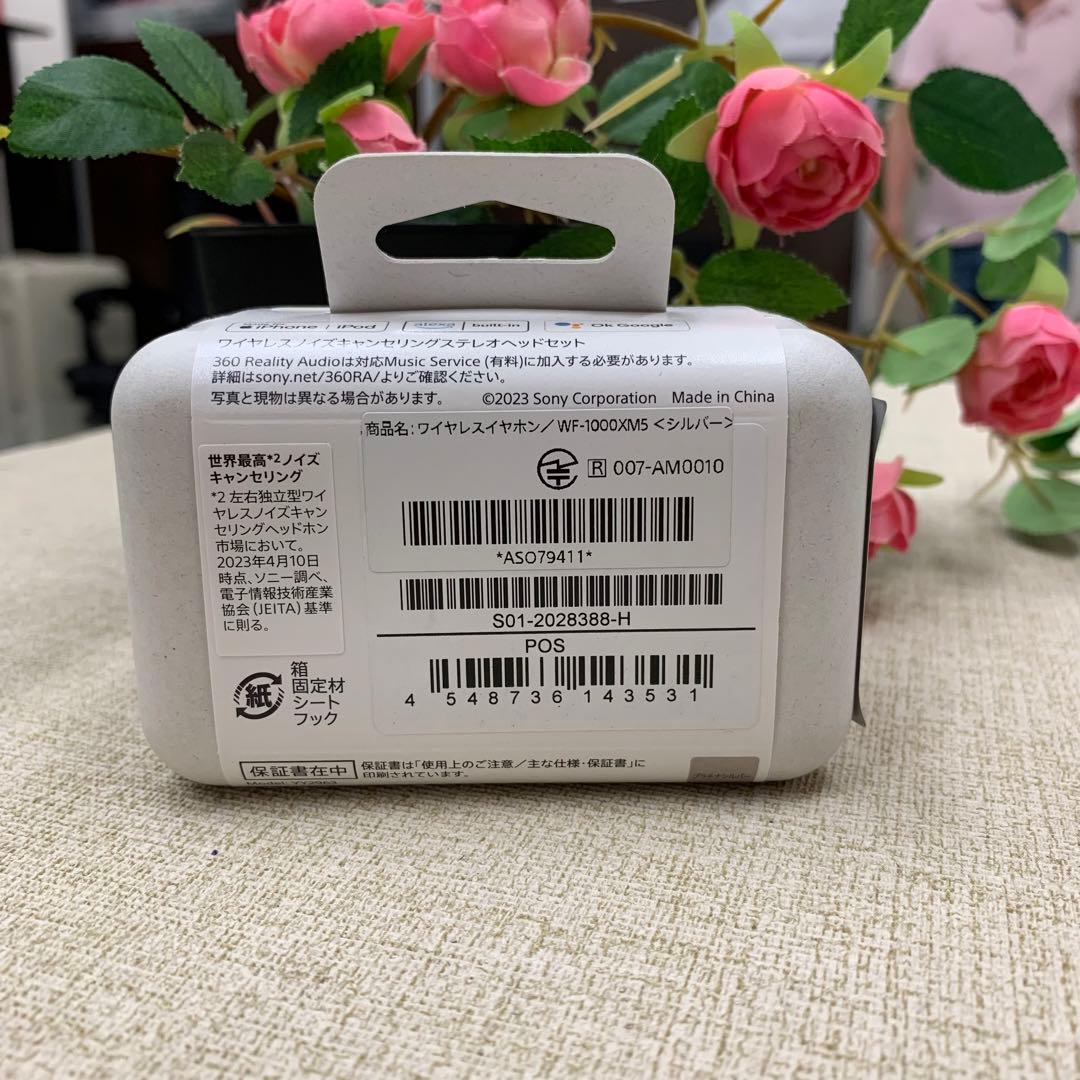 iPhone | iPod
alexa built-in
Ok Google
ワイヤレスノイズキャンセリングステレオヘッドセット
360 Reality Audioは対応Music Service (有料)に加入する必要があります。
詳細はsony.net/360RA/よりご確認ください。
写真と現物は異なる場合があります。 ©2023 Sony Corporation Made in China
商品名: ワイヤレスイヤホン/WF-1000XM5 <シルバー>
R 007-AM0010
*ASO79411*
S01-2028388-H
POS
4 548736 143531
世界最高*2ノイズ
キャンセリング
*2 左右独立型ワイ
ヤレスノイズキャン
セリングヘッドホン
市場において。
2023年4月10日
時点、ソニー調べ、
電子情報技術産業
協会(JEITA)基準
に則る。
紙
箱
固定材
シート
フック
保証書在中
保証書は「使用上のご注意/主な仕様・保証書」に
印刷されています。
Model: YY2963
プラチナシルバー